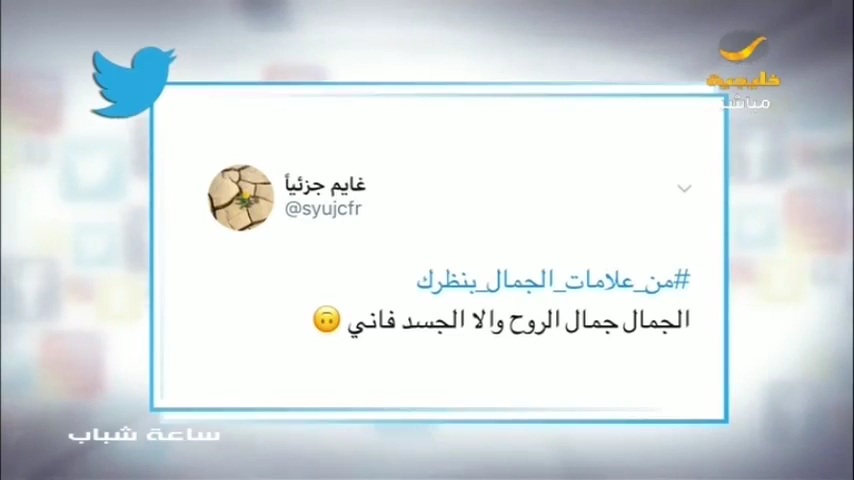 خليجية
مباشر
غايم جزئياً
@syujcfr
#من_علامات_الجمال_بنظرك
الجمال جمال الروح والا الجسد فاني 🙃
ساعة شباب